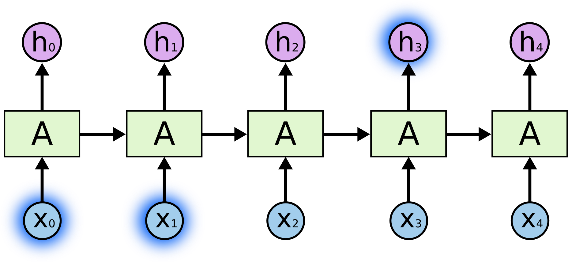 h₀ h₁ h₂ h₃ h₄
A A A A A
x₀ x₁ x₂ x₃ x₄